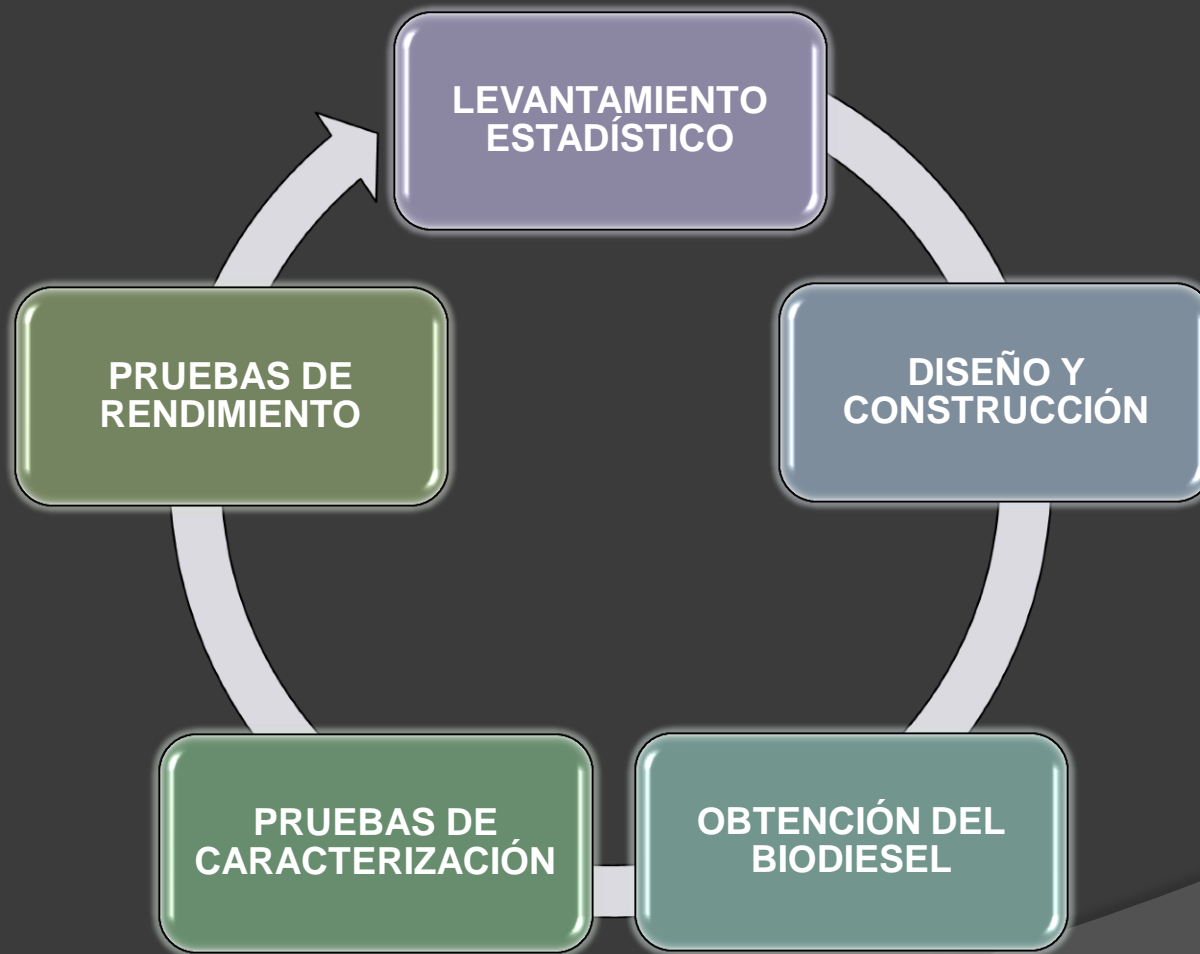 LEVANTAMIENTO
ESTADÍSTICO
DISEÑO Y
CONSTRUCCIÓN
OBTENCIÓN DEL
BIODIESEL
PRUEBAS DE
CARACTERIZACIÓN
PRUEBAS DE
RENDIMIENTO